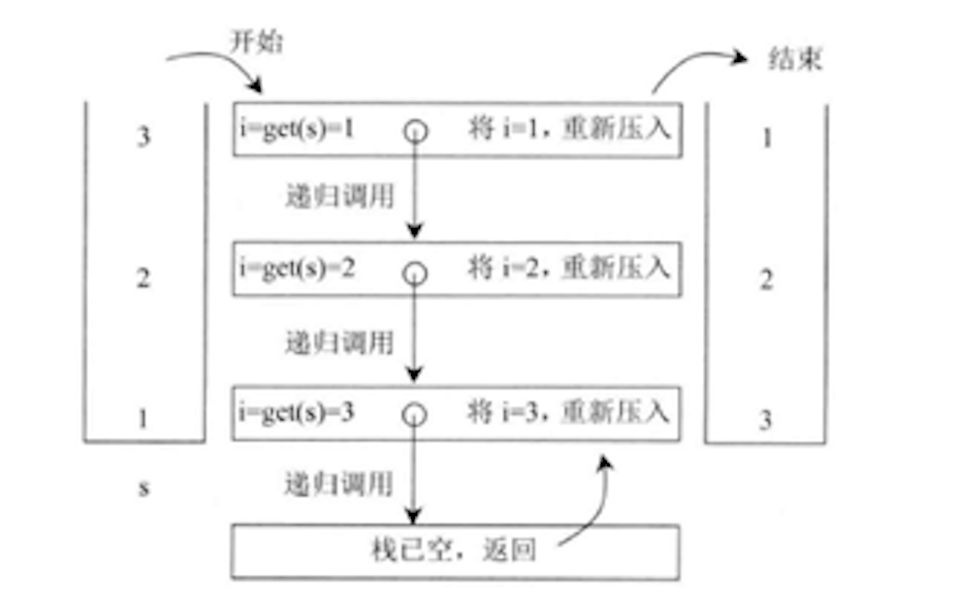 开始
结束
3
i=get(s)=1
将 i=1，重新压入
1
递归调用
2
i=get(s)=2
将 i=2，重新压入
2
递归调用
1
i=get(s)=3
将 i=3，重新压入
3
s
递归调用
栈已空，返回